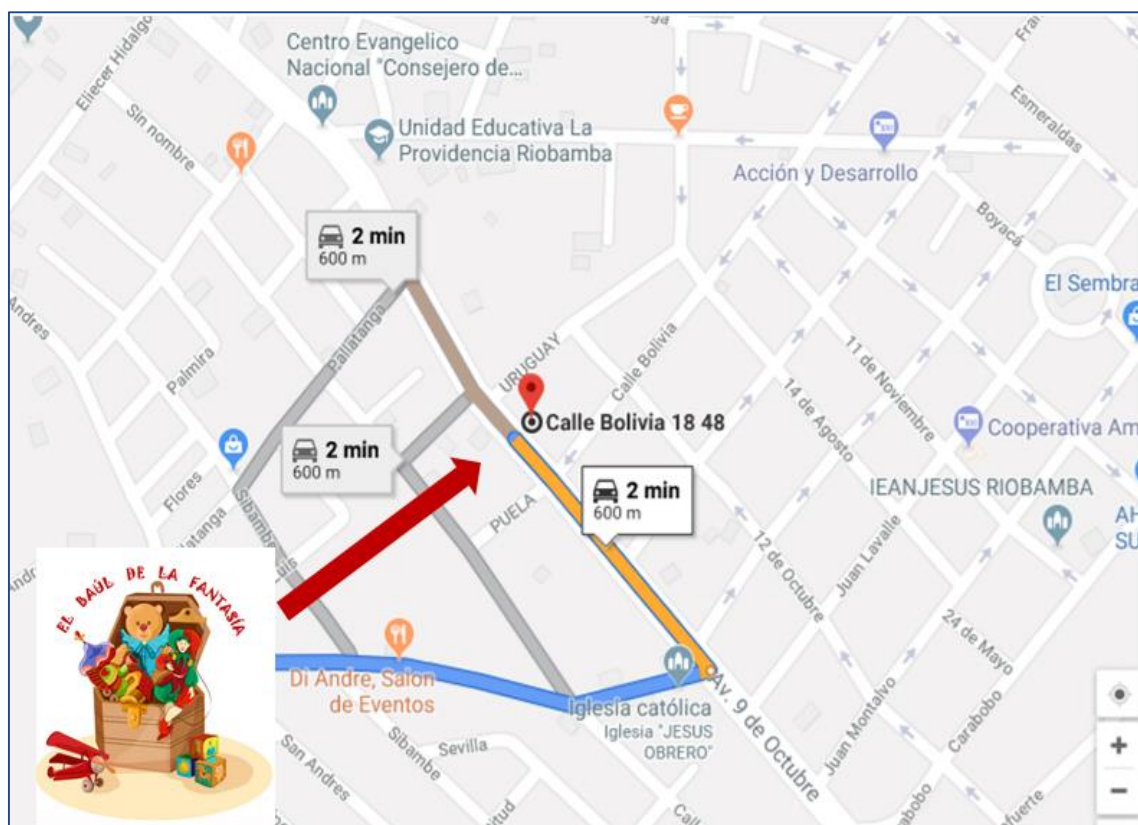 Eliecer Hidalgo
Centro Evangelico
Nacional "Consejero de...
Sin nombre
Unidad Educativa La
Providencia Riobamba
Acción y Desarrollo
Esmeraldas
Boyacá
El Sembra
2 min
600 m
Pallatanga
Andres
Palmira
URUGUAY
Calle Bolivia
11 de Noviembre
14 de Agosto
Calle Bolivia 18 48
Cooperativa Am
2 min
600 m
2 min
600 m
IEANJESUS RIOBAMBA
Flores
PUELA
12 de Octubre
Juan Lavalle
24 de Mayo
EL BAÚL DE LA FANTASÍA
Di Andre, Salon
de Eventos
Iglesia católica
Iglesia "JESUS
OBRERO"
Av. 9 de Octubre
Juan Montalvo
Carabobo
San Andres
Sibambe
Sevilla